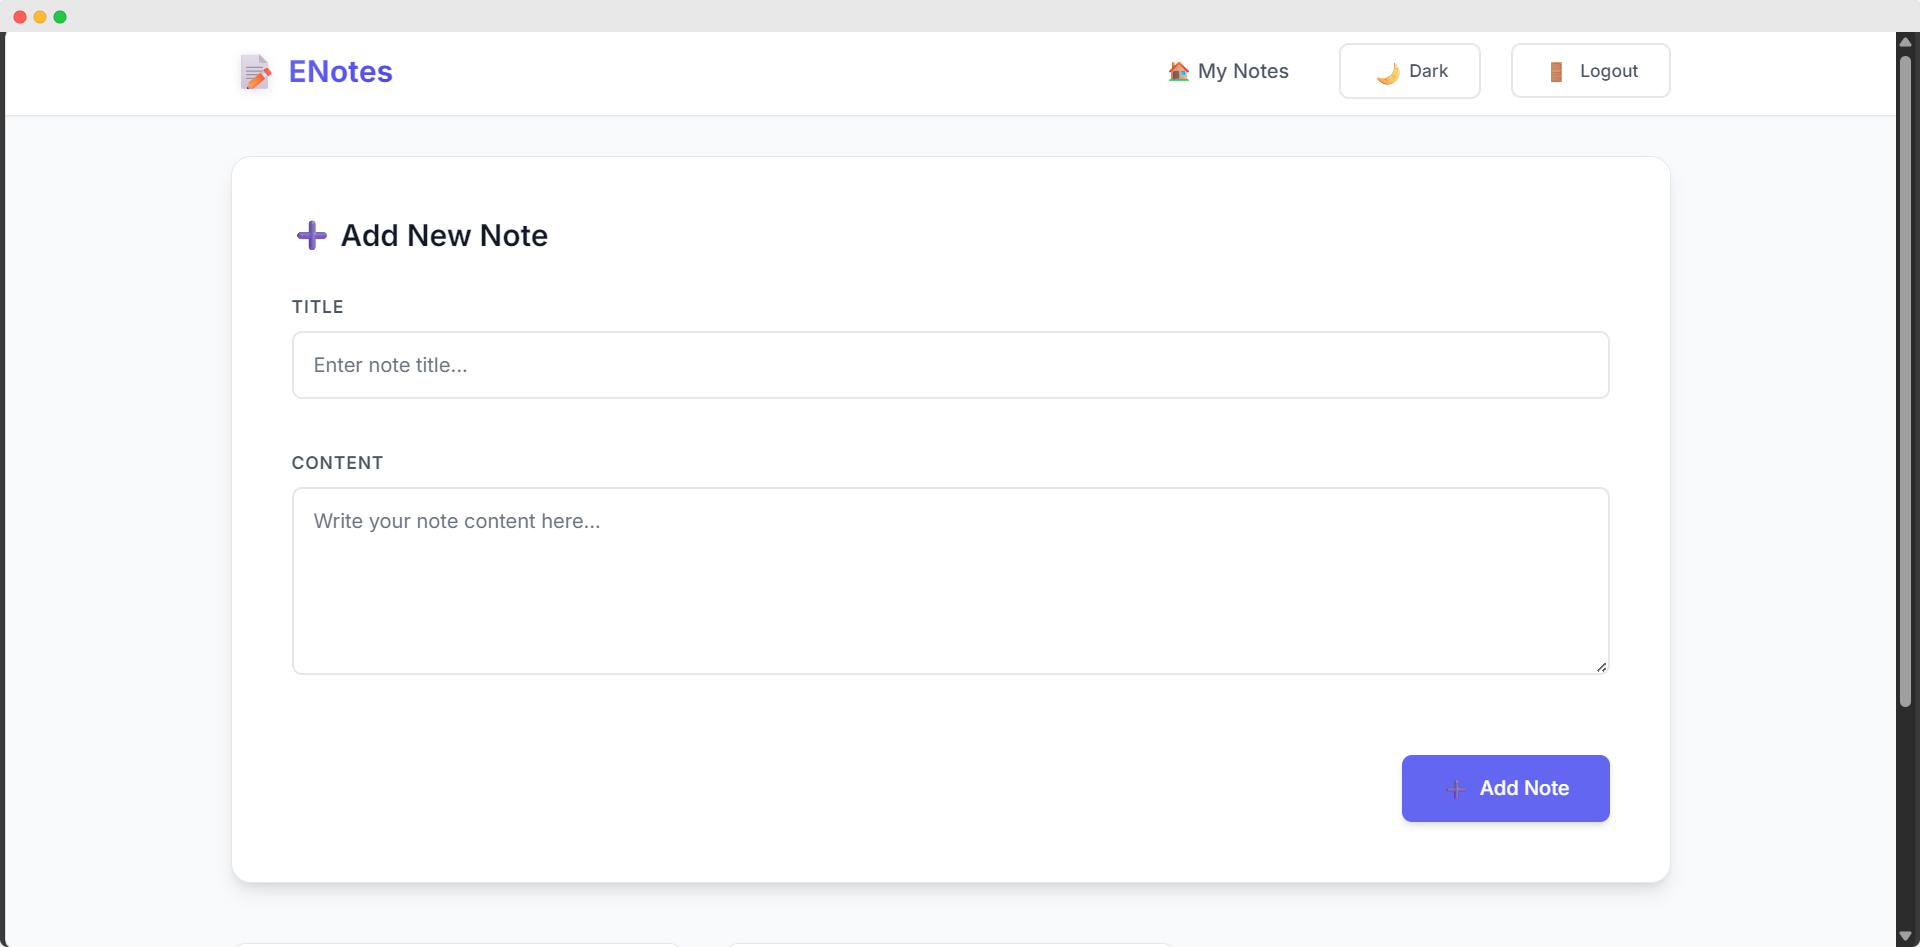 ENotes
My Notes
Dark
Logout
Add New Note
TITLE
Enter note title...
CONTENT
Write your note content here...
Add Note